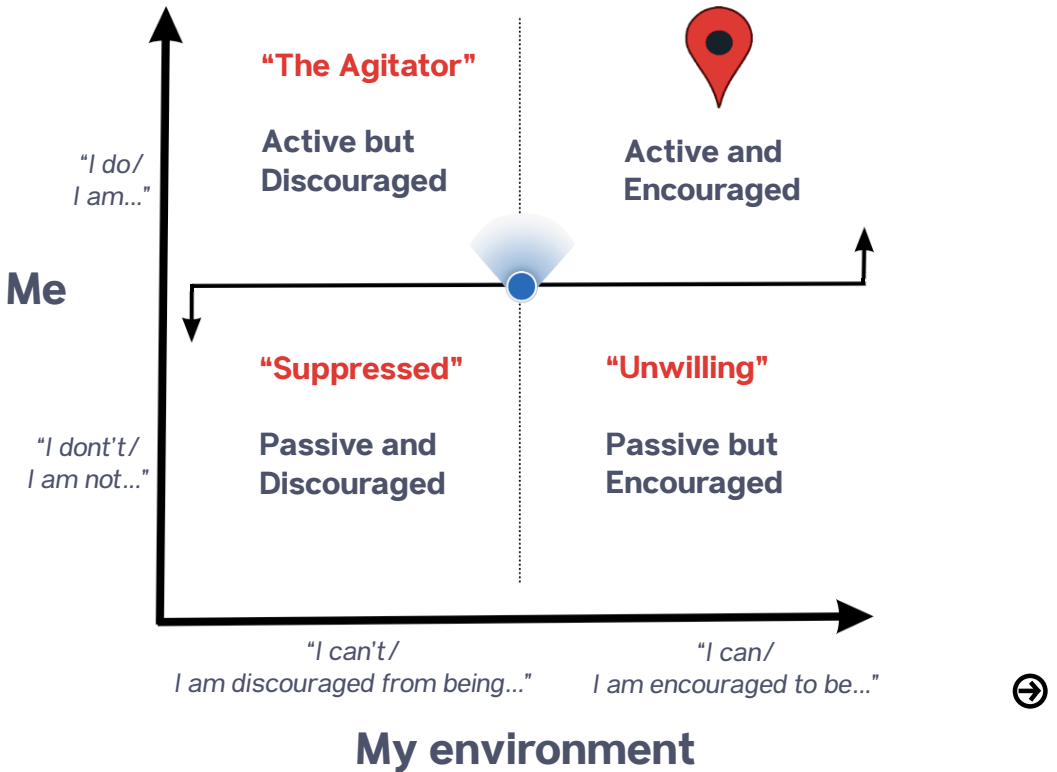 “The Agitator”
Active but
Discouraged
Active and
Encouraged
“I do/
I am...”
Me
“Suppressed”
Passive and
Discouraged
“Unwilling”
Passive but
Encouraged
“I dont't/
I am not...”
“I can't/
I am discouraged from being...”
“I can/
I am encouraged to be...”
My environment